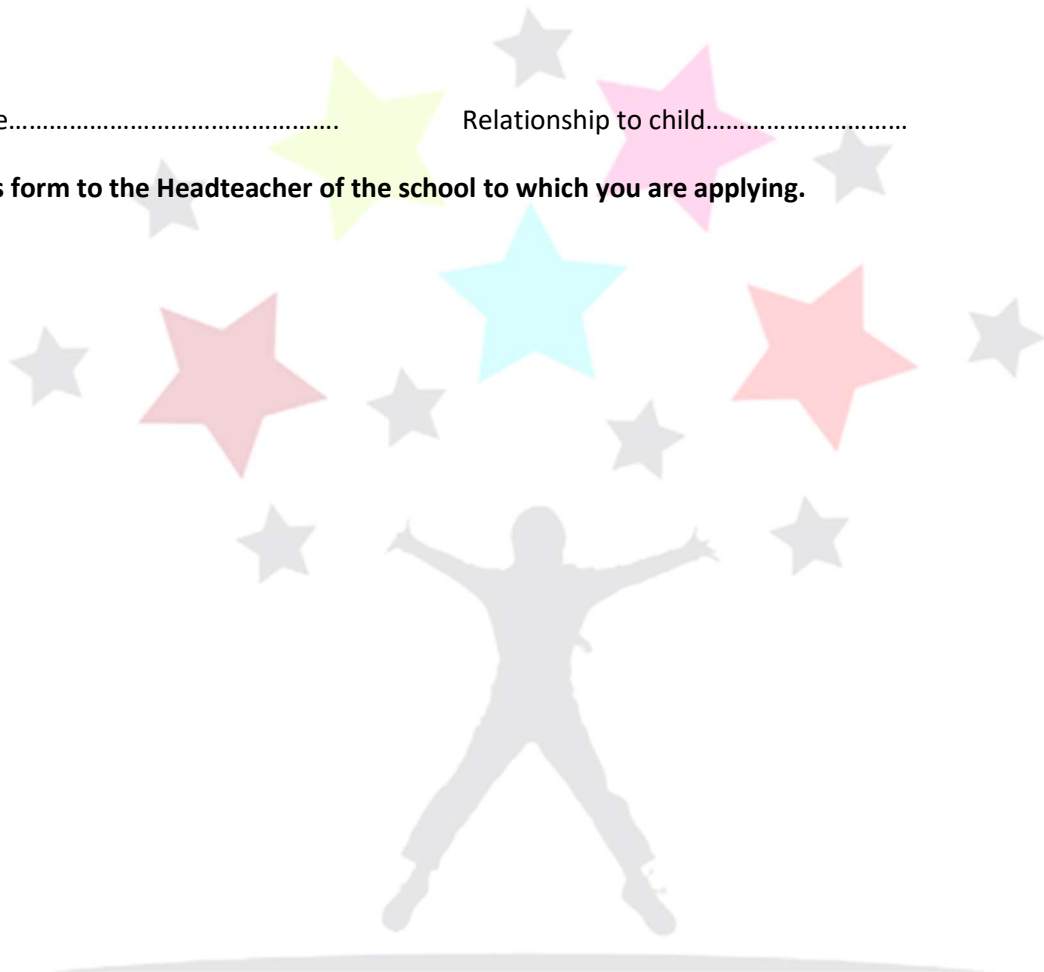 e…………………………………………. Relationship to child…………………………
s form to the Headteacher of the school to which you are applying.